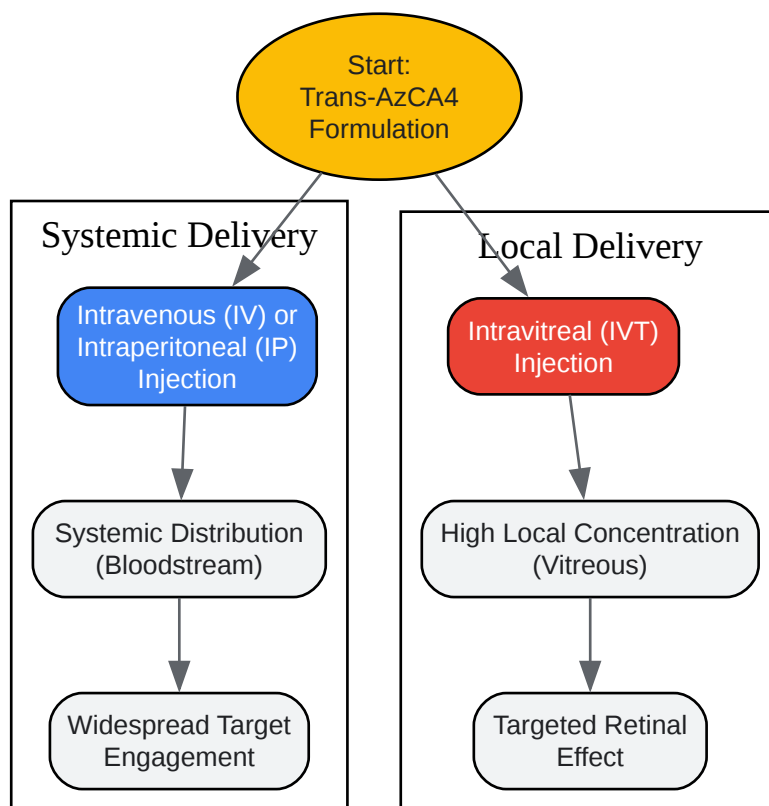 Start:
Trans-AzCA4
Formulation
Systemic Delivery
Intravenous (IV) or
Intraperitoneal (IP)
Injection
Systemic Distribution
(Bloodstream)
Widespread Target
Engagement
Local Delivery
Intravitreal (IVT)
Injection
High Local Concentration
(Vitreous)
Targeted Retinal
Effect